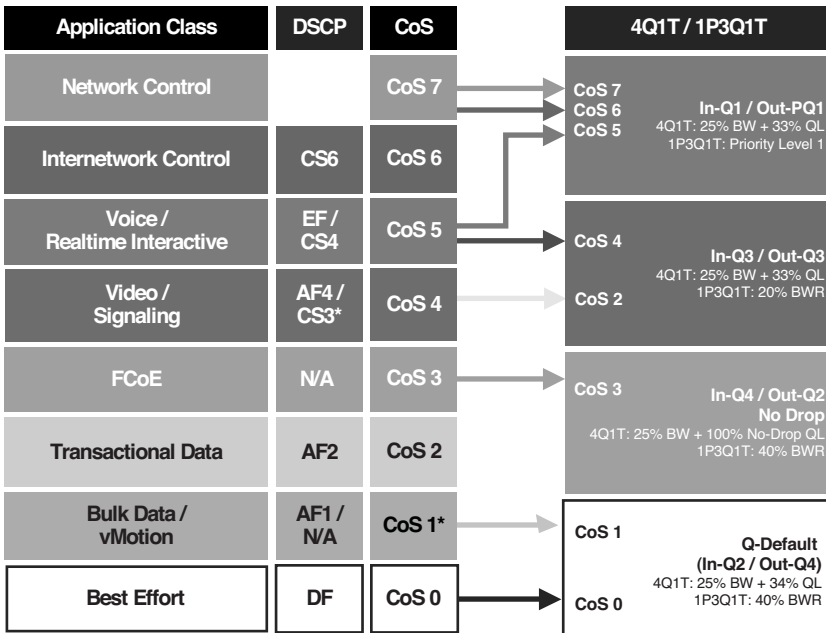 Application Class
DSCP
CoS
4Q1T / 1P3Q1T
Network Control
CoS 7
Internetwork Control
CS6
CoS 6
Voice /
Realtime Interactive
EF /
CS4
CoS 5
Video /
Signaling
AF4 /
CS3*
CoS 4
FCoE
N/A
CoS 3
Transactional Data
AF2
CoS 2
Bulk Data /
vMotion
AF1 /
N/A
CoS 1*
Best Effort
DF
CoS 0
CoS 7
CoS 6
CoS 5
In-Q1 / Out-PQ1
4Q1T: 25% BW + 33% QL
1P3Q1T: Priority Level 1
CoS 4
CoS 2
In-Q3 / Out-Q3
4Q1T: 25% BW + 33% QL
1P3Q1T: 20% BWR
CoS 3
In-Q4 / Out-Q2
No Drop
4Q1T: 25% BW + 100% No-Drop QL
1P3Q1T: 40% BWR
CoS 1
CoS 0
Q-Default
(In-Q2 / Out-Q4)
4Q1T: 25% BW + 34% QL
1P3Q1T: 40% BWR